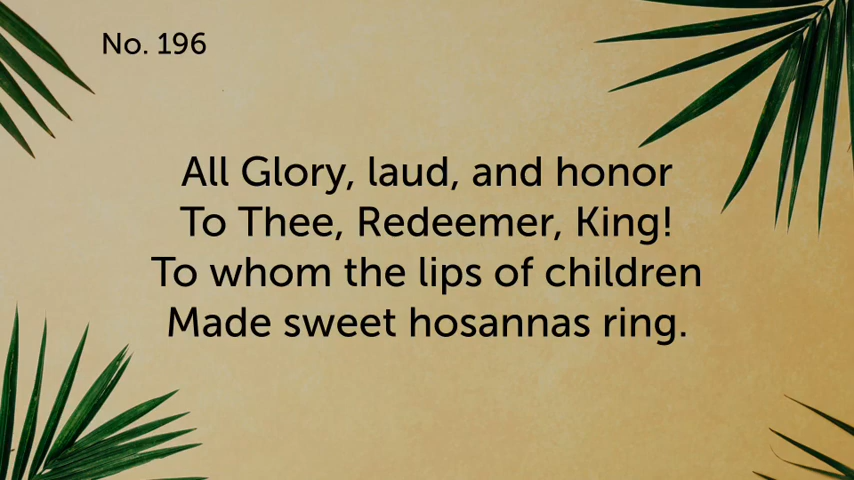 No. 196
All Glory, laud, and honor
To Thee, Redeemer, King!
To whom the lips of children
Made sweet hosannas ring.